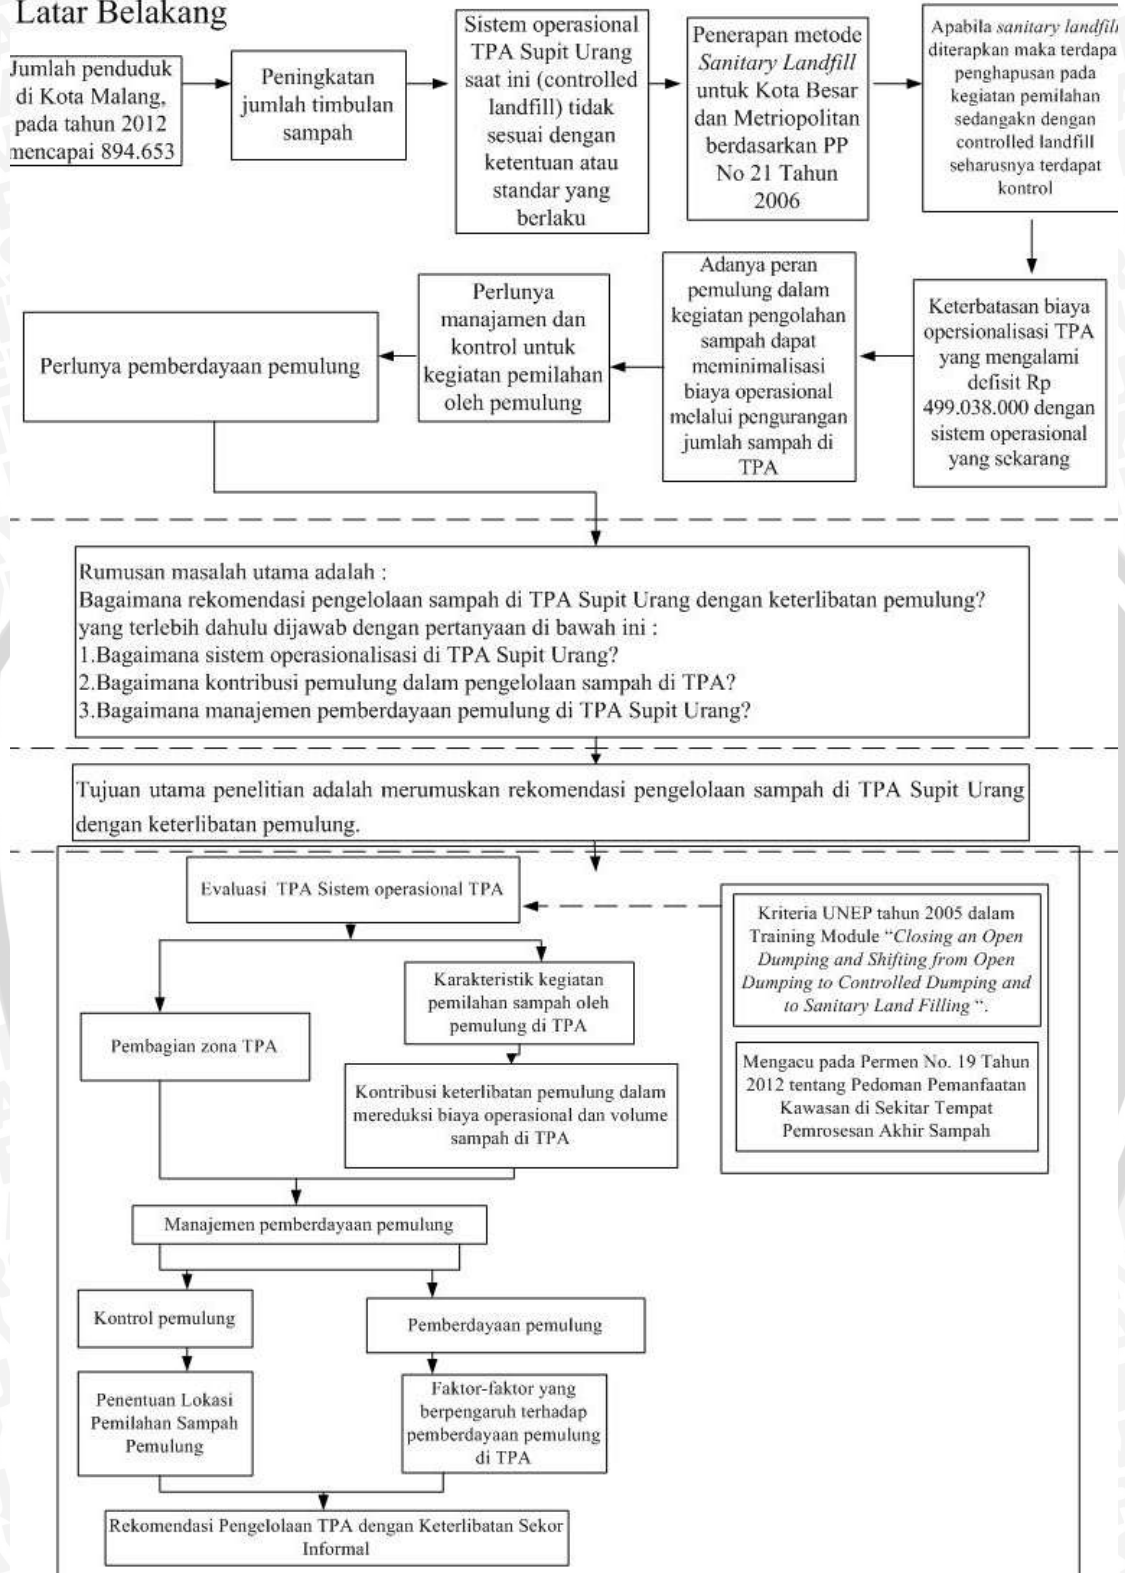 Latar Belakang
Jumlah penduduk
di Kota Malang,
pada tahun 2012
mencapai 894.653
Peningkatan
jumlah timbulan
sampah
Sistem operasional
TPA Supit Urang
saat ini (controlled
landfill) tidak
sesuai dengan
ketentuan atau
standar yang
berlaku
Penerapan metode
Sanitary Landfill
untuk Kota Besar
dan Metropolitan
berdasarkan PP
No 21 Tahun
2006
Apabila sanitary landfill
diterapkan maka terdapa
penghapusan pada
kegiatan pemilahan
sedangakn dengan
controlled landfill
seharusnya terdapat
kontrol
Keterbatasan biaya
opersionalisasi TPA
yang mengalami
defisit Rp
499.038.000 dengan
sistem operasional
yang sekarang
Adanya peran
pemulung dalam
kegiatan pengolahan
sampah dapat
meminimalisasi
biaya operasional
melalui pengurangan
jumlah sampah di
TPA
Perlunya
manajamen dan
kontrol untuk
kegiatan pemilahan
oleh pemulung
Perlunya pemberdayaan pemulung
Rumusan masalah utama adalah :
Bagaimana rekomendasi pengelolaan sampah di TPA Supit Urang dengan keterlibatan pemulung?
yang terlebih dahulu dijawab dengan pertanyaan di bawah ini :
1.Bagaimana sistem operasionalisasi di TPA Supit Urang?
2.Bagaimana kontribusi pemulung dalam pengelolaan sampah di TPA?
3.Bagaimana manajemen pemberdayaan pemulung di TPA Supit Urang?
Tujuan utama penelitian adalah merumuskan rekomendasi pengelolaan sampah di TPA Supit Urang
dengan keterlibatan pemulung.
Evaluasi TPA Sistem operasional TPA
Kriteria UNEP tahun 2005 dalam
Training Module “Closing an Open
Dumping and Shifting from Open
Dumping to Controlled Dumping and
to Sanitary Land Filling “.
Mengacu pada Permen No. 19 Tahun
2012 tentang Pedoman Pemanfaatan
Kawasan di Sekitar Tempat
Pemrosesan Akhir Sampah
Pembagian zona TPA
Karakteristik kegiatan
pemilahan sampah oleh
pemulung di TPA
Kontribusi keterlibatan pemulung dalam
mereduksi biaya operasional dan volume
sampah di TPA
Manajemen pemberdayaan pemulung
Kontrol pemulung
Pemberdayaan pemulung
Penentuan Lokasi
Pemilahan Sampah
Pemulung
Faktor-faktor yang
berpengaruh terhadap
pemberdayaan pemulung
di TPA
Rekomendasi Pengelolaan TPA dengan Keterlibatan Sekor
Informal